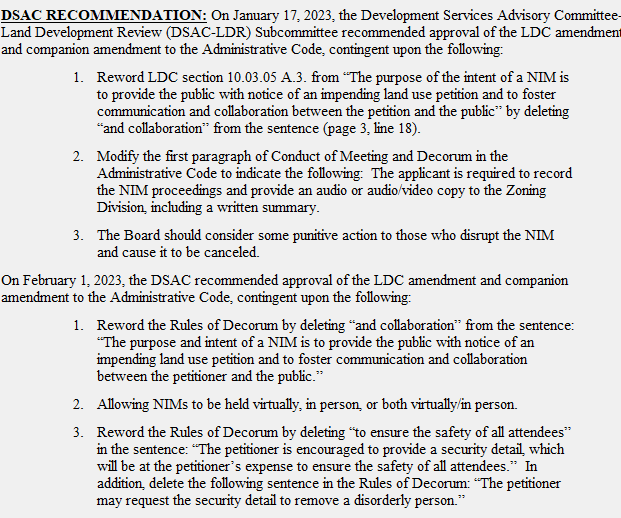 DSAC RECOMMENDATION: On January 17, 2023, the Development Services Advisory Committee-
Land Development Review (DSAC-LDR) Subcommittee recommended approval of the LDC amendment
and companion amendment to the Administrative Code, contingent upon the following:
1. Reword LDC section 10.03.05 A.3. from “The purpose of the intent of a NIM is
to provide the public with notice of an impending land use petition and to foster
communication and collaboration between the petition and the public” by deleting
“and collaboration” from the sentence (page 3, line 18).
2. Modify the first paragraph of Conduct of Meeting and Decorum in the
Administrative Code to indicate the following: The applicant is required to record
the NIM proceedings and provide an audio or audio/video copy to the Zoning
Division, including a written summary.
3. The Board should consider some punitive action to those who disrupt the NIM
and cause it to be canceled.
On February 1, 2023, the DSAC recommended approval of the LDC amendment and companion
amendment to the Administrative Code, contingent upon the following:
1. Reword the Rules of Decorum by deleting “and collaboration” from the sentence:
“The purpose and intent of a NIM is to provide the public with notice of an
impending land use petition and to foster communication and collaboration
between the petitioner and the public.”
2. Allowing NIMs to be held virtually, in person, or both virtually/in person.
3. Reword the Rules of Decorum by deleting “to ensure the safety of all attendees”
in the sentence: “The petitioner is encouraged to provide a security detail, which
will be at the petitioner’s expense to ensure the safety of all attendees.” In
addition, delete the following sentence in the Rules of Decorum: “The petitioner
may request the security detail to remove a disorderly person.”